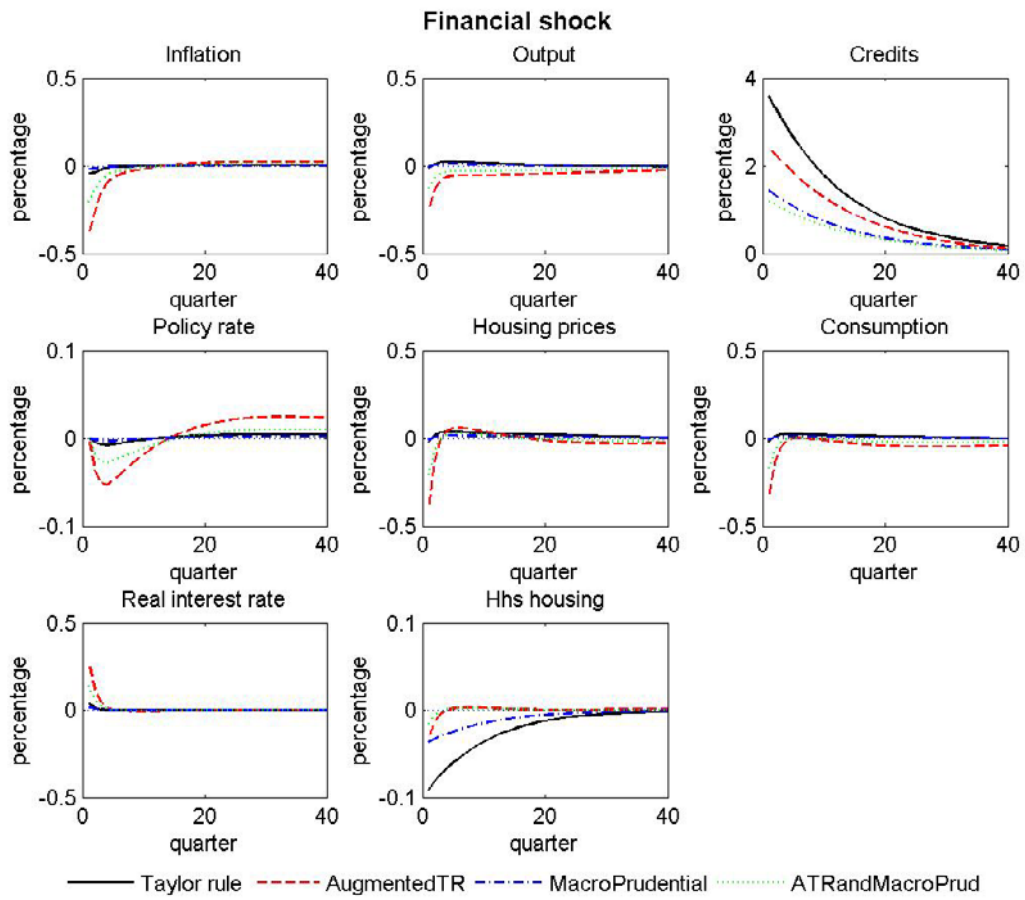 Financial shock
Inflation
Output
Credits
percentage
0.5
0
-0.5
0
20
40
quarter
percentage
0.5
0
-0.5
0
20
40
quarter
percentage
4
2
0
0
20
40
quarter
Policy rate
Housing prices
Consumption
percentage
0.1
0
-0.1
0
20
40
quarter
percentage
0.5
0
-0.5
0
20
40
quarter
percentage
0.5
0
-0.5
0
20
40
quarter
Real interest rate
Hhs housing
percentage
0.5
0
-0.5
0
20
40
quarter
percentage
0.1
0
-0.1
0
20
40
quarter
Taylor rule AugmentedTR MacroPrudential ATRandMacroPrud